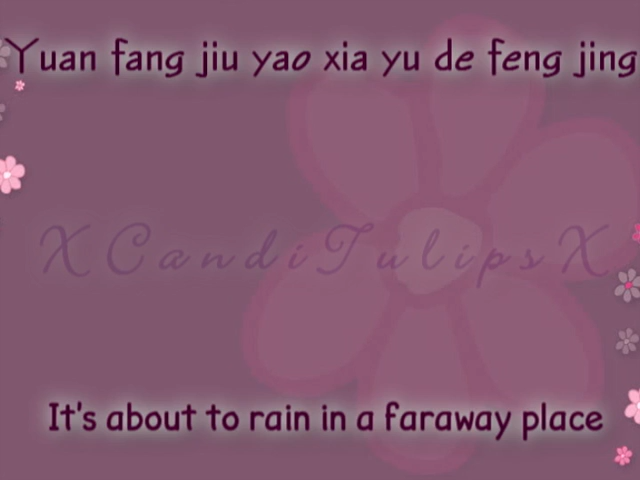 Yuan fang jiu yao xia yu de feng jing
XCandiTulipsX
It's about to rain in a faraway place